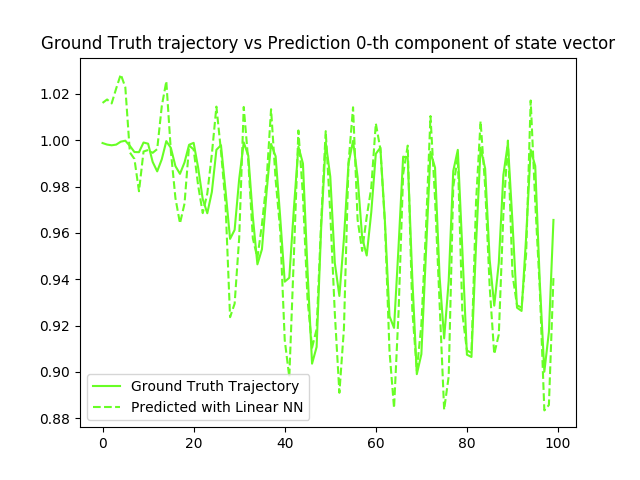 Ground Truth trajectory vs Prediction 0-th component of state vector
1.02
1.00
0.98
0.96
0.94
0.92
0.90
0.88
Ground Truth Trajectory
Predicted with Linear NN
0 20 40 60 80 100